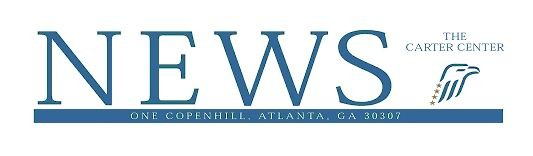 NEWS
THE
CARTER CENTER
ONE COPENHILL, ATLANTA, GA 30307